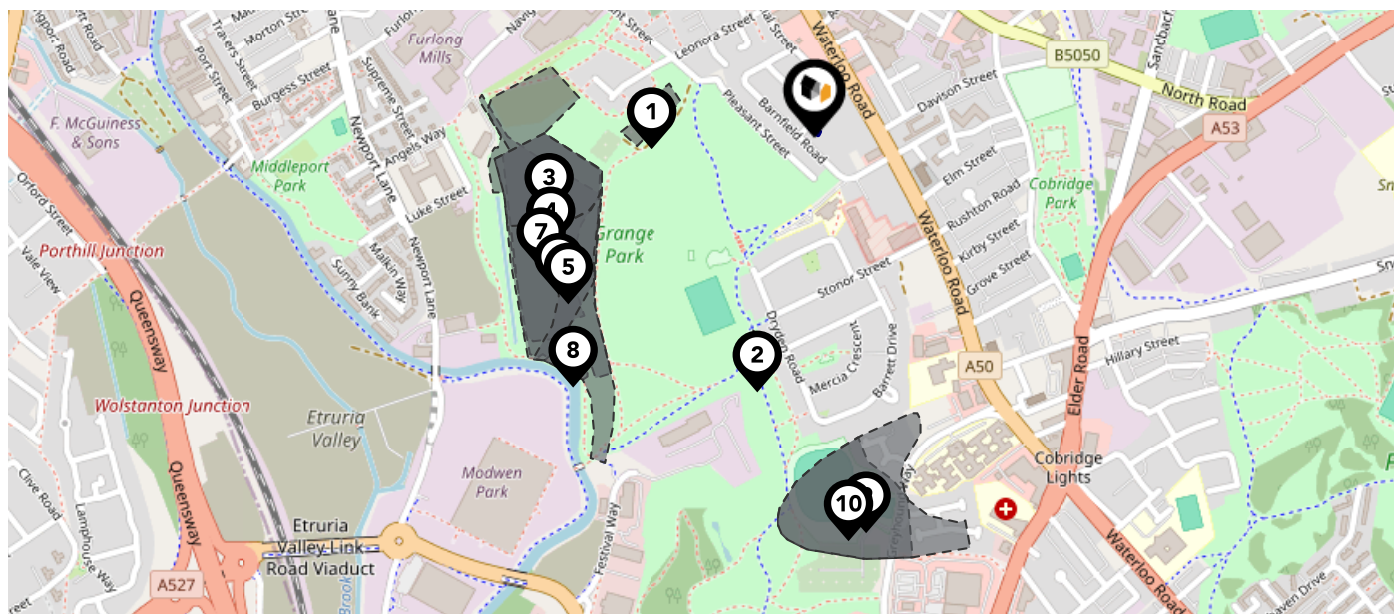 Travers Street
Morton Street
Port Street
Burgess Street
Newport Lane
Supreme Street
Angels Way
Furlong
Mills
Leonora Street
Waterloo Road
B5050
North Road
A53
Davison Street
Pleasant Street
Barnfield Road
1
F. McGuiness
& Sons
Middleport
Park
Luke Street
Orford Street
Vale View
Porthill Junction
Queensway
3
4
7
5
Grange
Park
Elm Street
Rushton Road
Kirby Street
Grove Street
Cobridge
Park
Waterloo Road
Stonor Street
Newport Lane
Malkin Way
Sunny Bank
8
2
Dryden Road
Mercia Crescent
Barrett Drive
A50
Elder Road
Hillary Street
Wolstanton Junction
Etruria
Valley
Modwen
Park
Queensway
Clive Road
Lamphouse Way
Cobridge
Lights
10
Etruria
Valley Link
Road Viaduct
Festival Way
Waterloo Road
A527
Brook